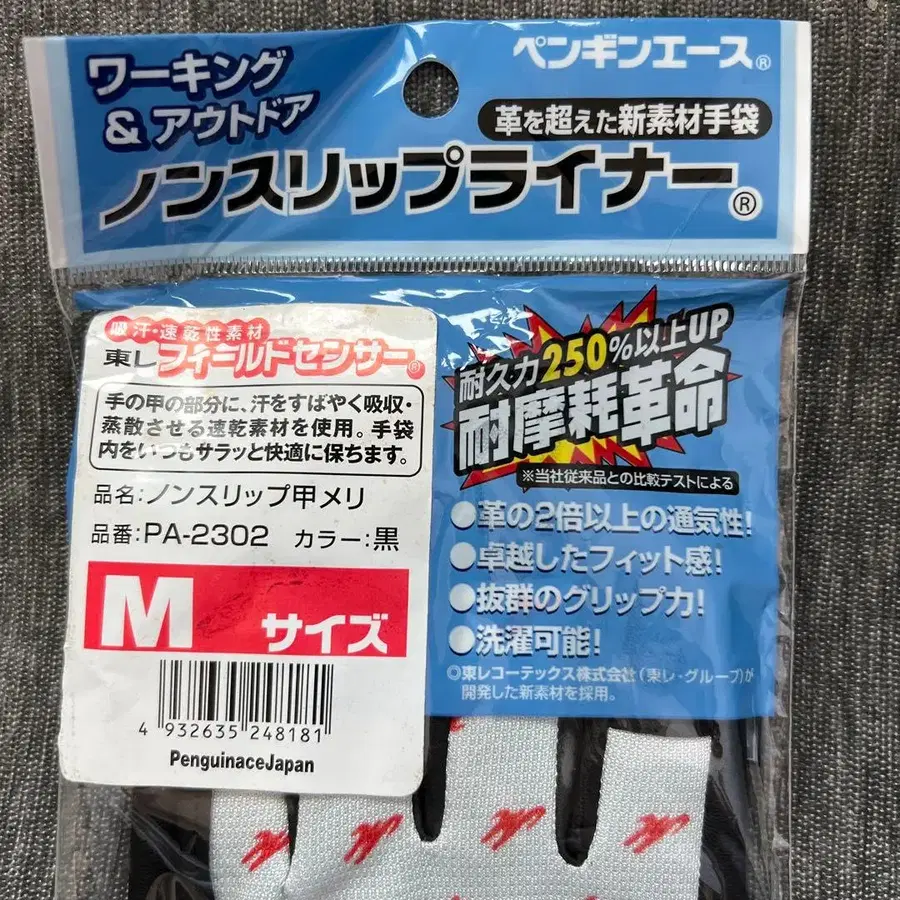 ワーキング
&アウトドア
ペンギンエース®
革を超えた新素材手袋
ノンスリップライナー®
吸汗・速乾性素材
東レフィールドセンサー®
手の甲の部分に、汗をすばやく吸収・
蒸散させる速乾素材を使用。手袋
内をいつもサラッと快適に保ちます。
品名:ノンスリップ甲メリ
品番:PA-2302 カラー:黒
M サイズ
4 932635 248181
PenguinaceJapan
耐久力250%以上UP
耐摩耗革命
※当社従来品との比較テストによる
●革の2倍以上の通気性!
●卓越したフィット感!
●抜群のグリップ力!
●洗濯可能!
◎東レコーテックス株式会社(東レ・グループ)が
開発した新素材を採用。